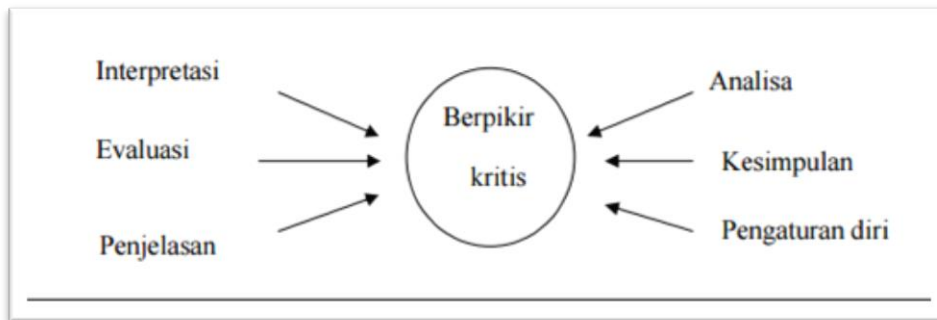 Interpretasi
Evaluasi
Penjelasan
Berpikir
kritis
Analisa
Kesimpulan
Pengaturan diri